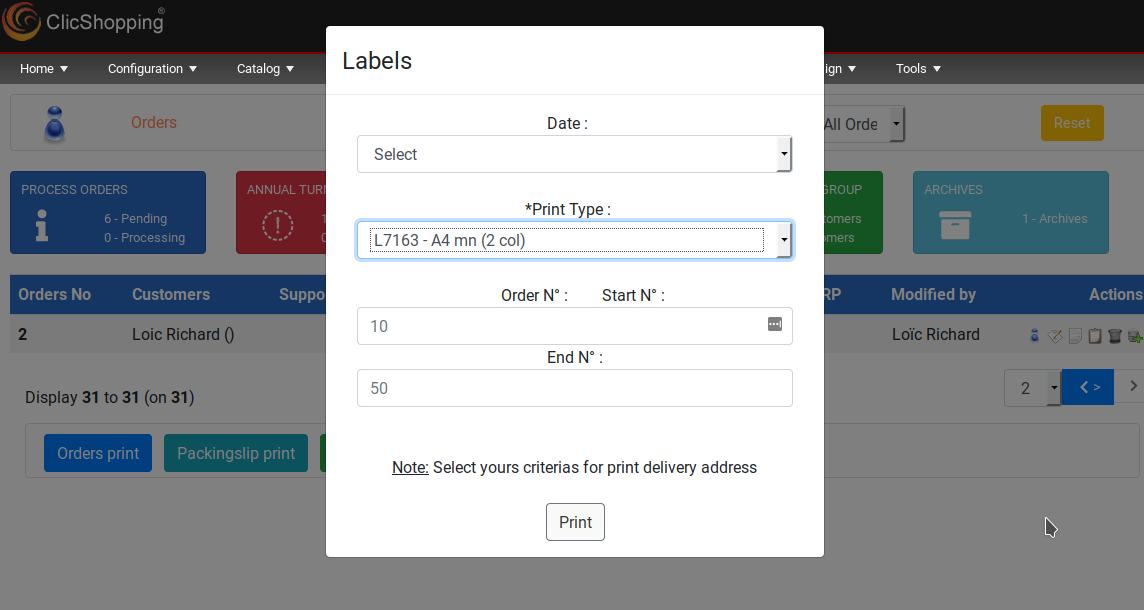 ClicShopping®
Home
Configuration
Catalog
ign
Tools
Labels
Date :
Select
*Print Type :
L7163 - A4 mn (2 col)
Order N° : Start N° :
10
End N° :
50
Note: Select yours criterias for print delivery address
Print
Orders
All Orde
Reset
PROCESS ORDERS
6 - Pending
0 - Processing
ANNUAL TURN
GROUP
tomers
omers
ARCHIVES
1 - Archives
Orders No Customers Suppo RP Modified by Actions
2 Loic Richard () Loïc Richard
Display 31 to 31 (on 31)
2
< >
>
Orders print
Packingslip print